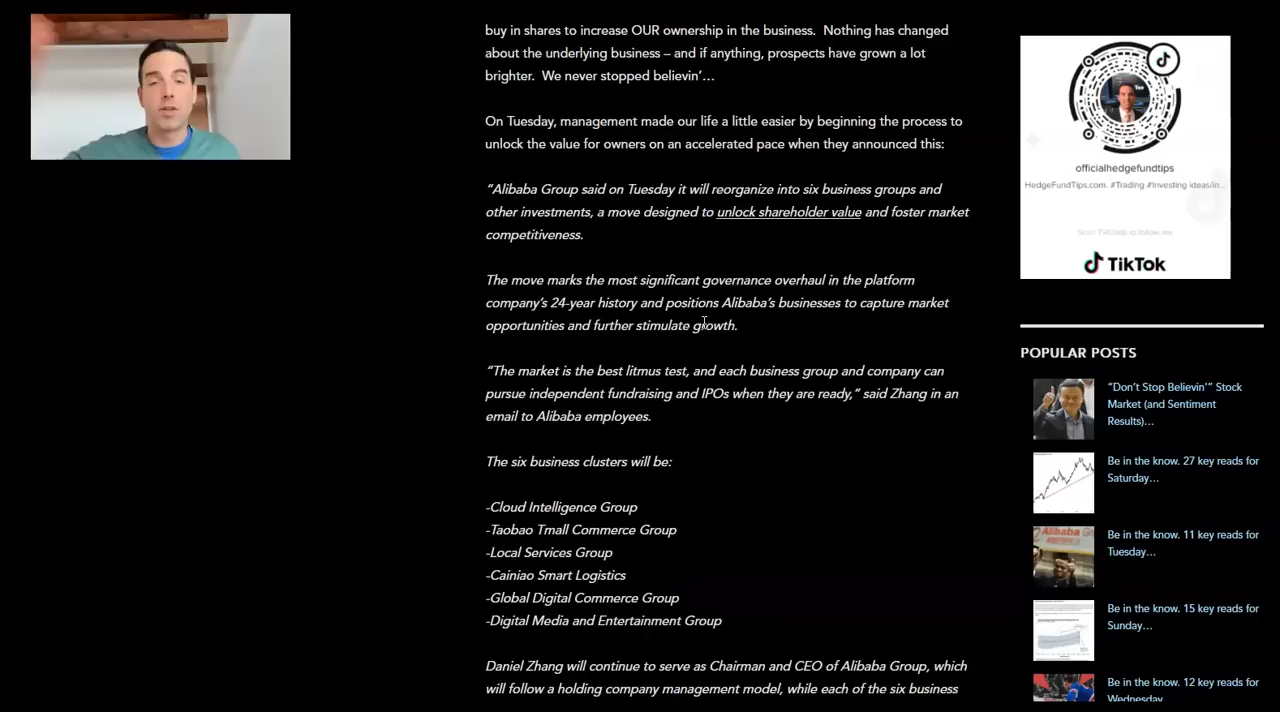 buy in shares to increase OUR ownership in the business.  Nothing has changed
about the underlying business – and if anything, prospects have grown a lot
brighter.  We never stopped believin’…
On Tuesday, management made our life a little easier by beginning the process to
unlock the value for owners on an accelerated pace when they announced this:
“Alibaba Group said on Tuesday it will reorganize into six business groups and
other investments, a move designed to unlock shareholder value and foster market
competitiveness.
The move marks the most significant governance overhaul in the platform
company’s 24-year history and positions Alibaba’s businesses to capture market
opportunities and further stimulate growth.
“The market is the best litmus test, and each business group and company can
pursue independent fundraising and IPOs when they are ready,” said Zhang in an
email to Alibaba employees.
The six business clusters will be:
-Cloud Intelligence Group
-Taobao Tmall Commerce Group
-Local Services Group
-Cainiao Smart Logistics
-Global Digital Commerce Group
-Digital Media and Entertainment Group
Daniel Zhang will continue to serve as Chairman and CEO of Alibaba Group, which
will follow a holding company management model, while each of the six business
officialhedgefundtips
HedgeFundTips.com. #Trading #Investing ideas/in...
Scan TikCode to follow me
TikTok
POPULAR POSTS
“Don’t Stop Believin'” Stock
Market (and Sentiment
Results)…
Be in the know. 27 key reads for
Saturday…
Be in the know. 11 key reads for
Tuesday…
Be in the know. 15 key reads for
Sunday…
Be in the know. 12 key reads for
Wednesday